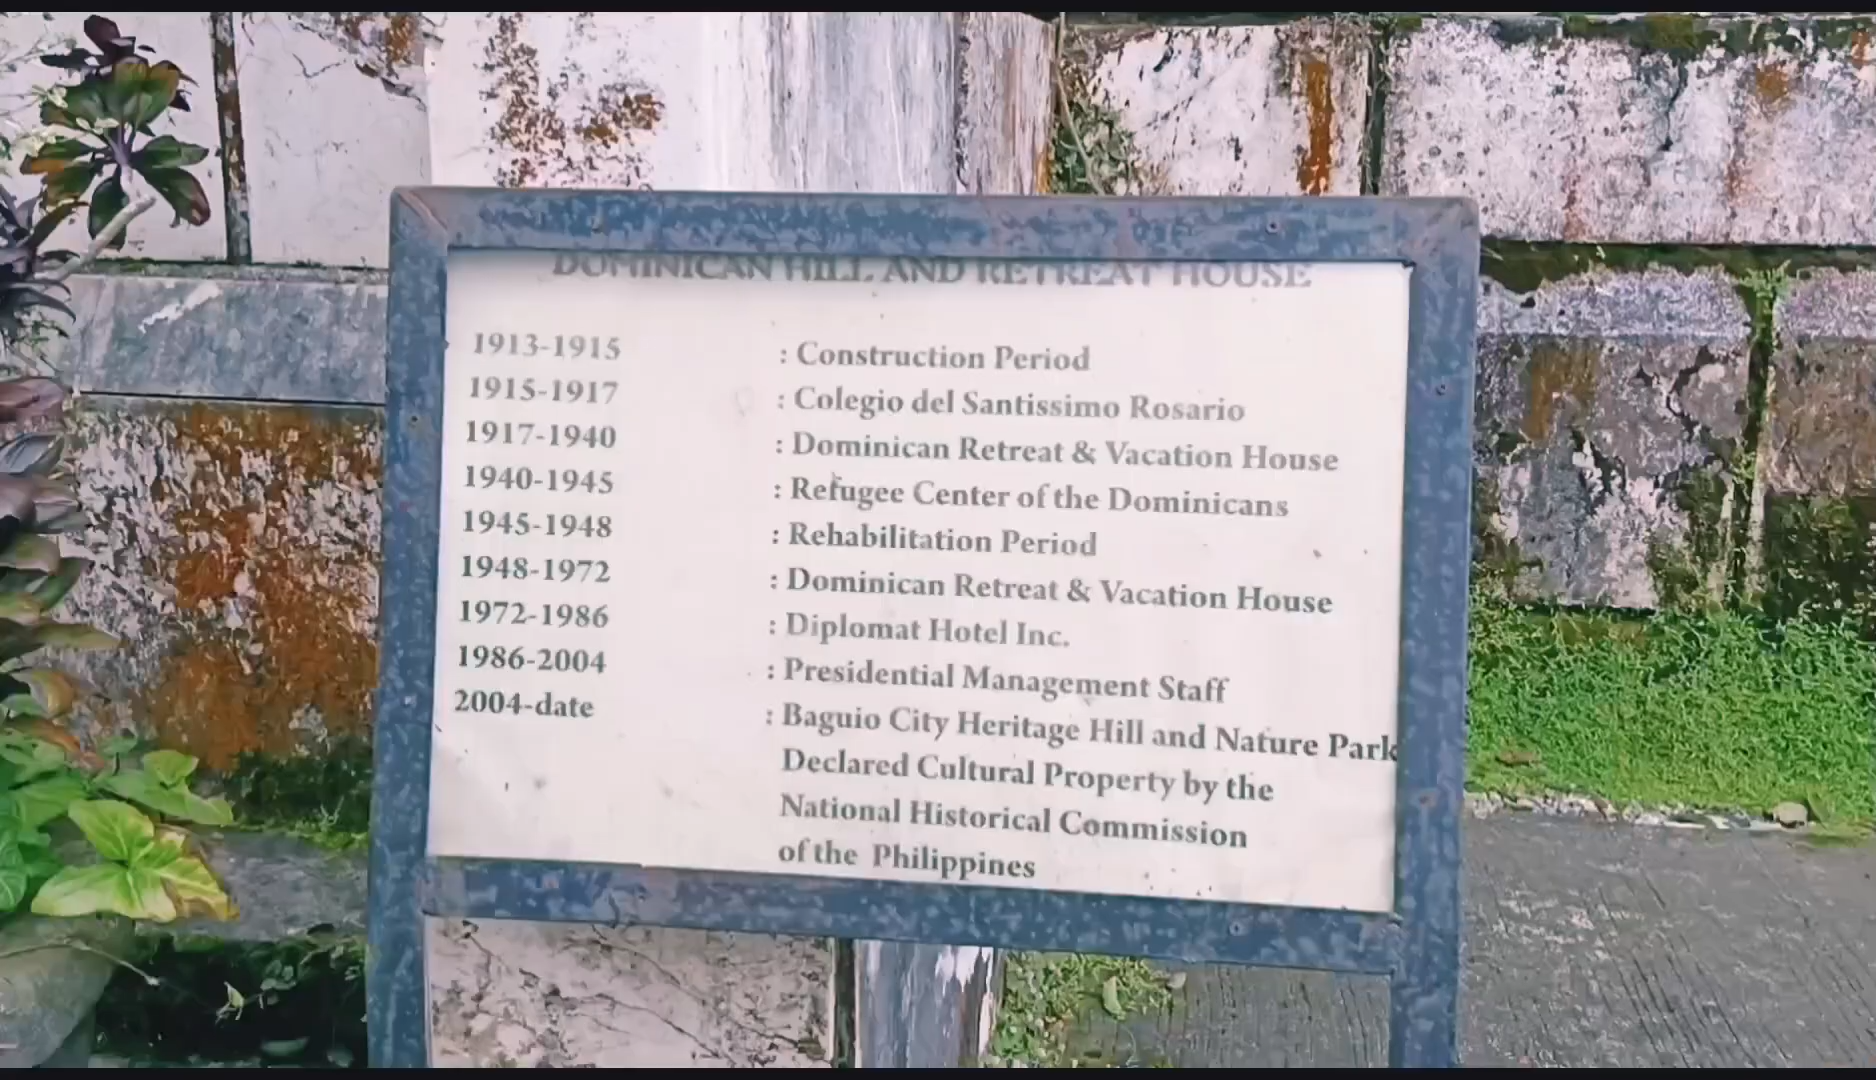 DOMINICAN HILL AND RETREAT HOUSE
1913-1915 : Construction Period
1915-1917 : Colegio del Santissimo Rosario
1917-1940 : Dominican Retreat & Vacation House
1940-1945 : Refugee Center of the Dominicans
1945-1948 : Rehabilitation Period
1948-1972 : Dominican Retreat & Vacation House
1972-1986 : Diplomat Hotel Inc.
1986-2004 : Presidential Management Staff
2004-date : Baguio City Heritage Hill and Nature Park
Declared Cultural Property by the
National Historical Commission
of the Philippines